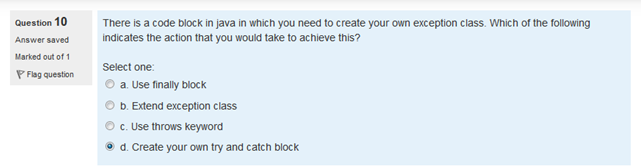 Question 10
Answer saved
Marked out of 1
Flag question
There is a code block in java in which you need to create your own exception class. Which of the following
indicates the action that you would take to achieve this?
Select one:
a. Use finally block
b. Extend exception class
c. Use throws keyword
d. Create your own try and catch block